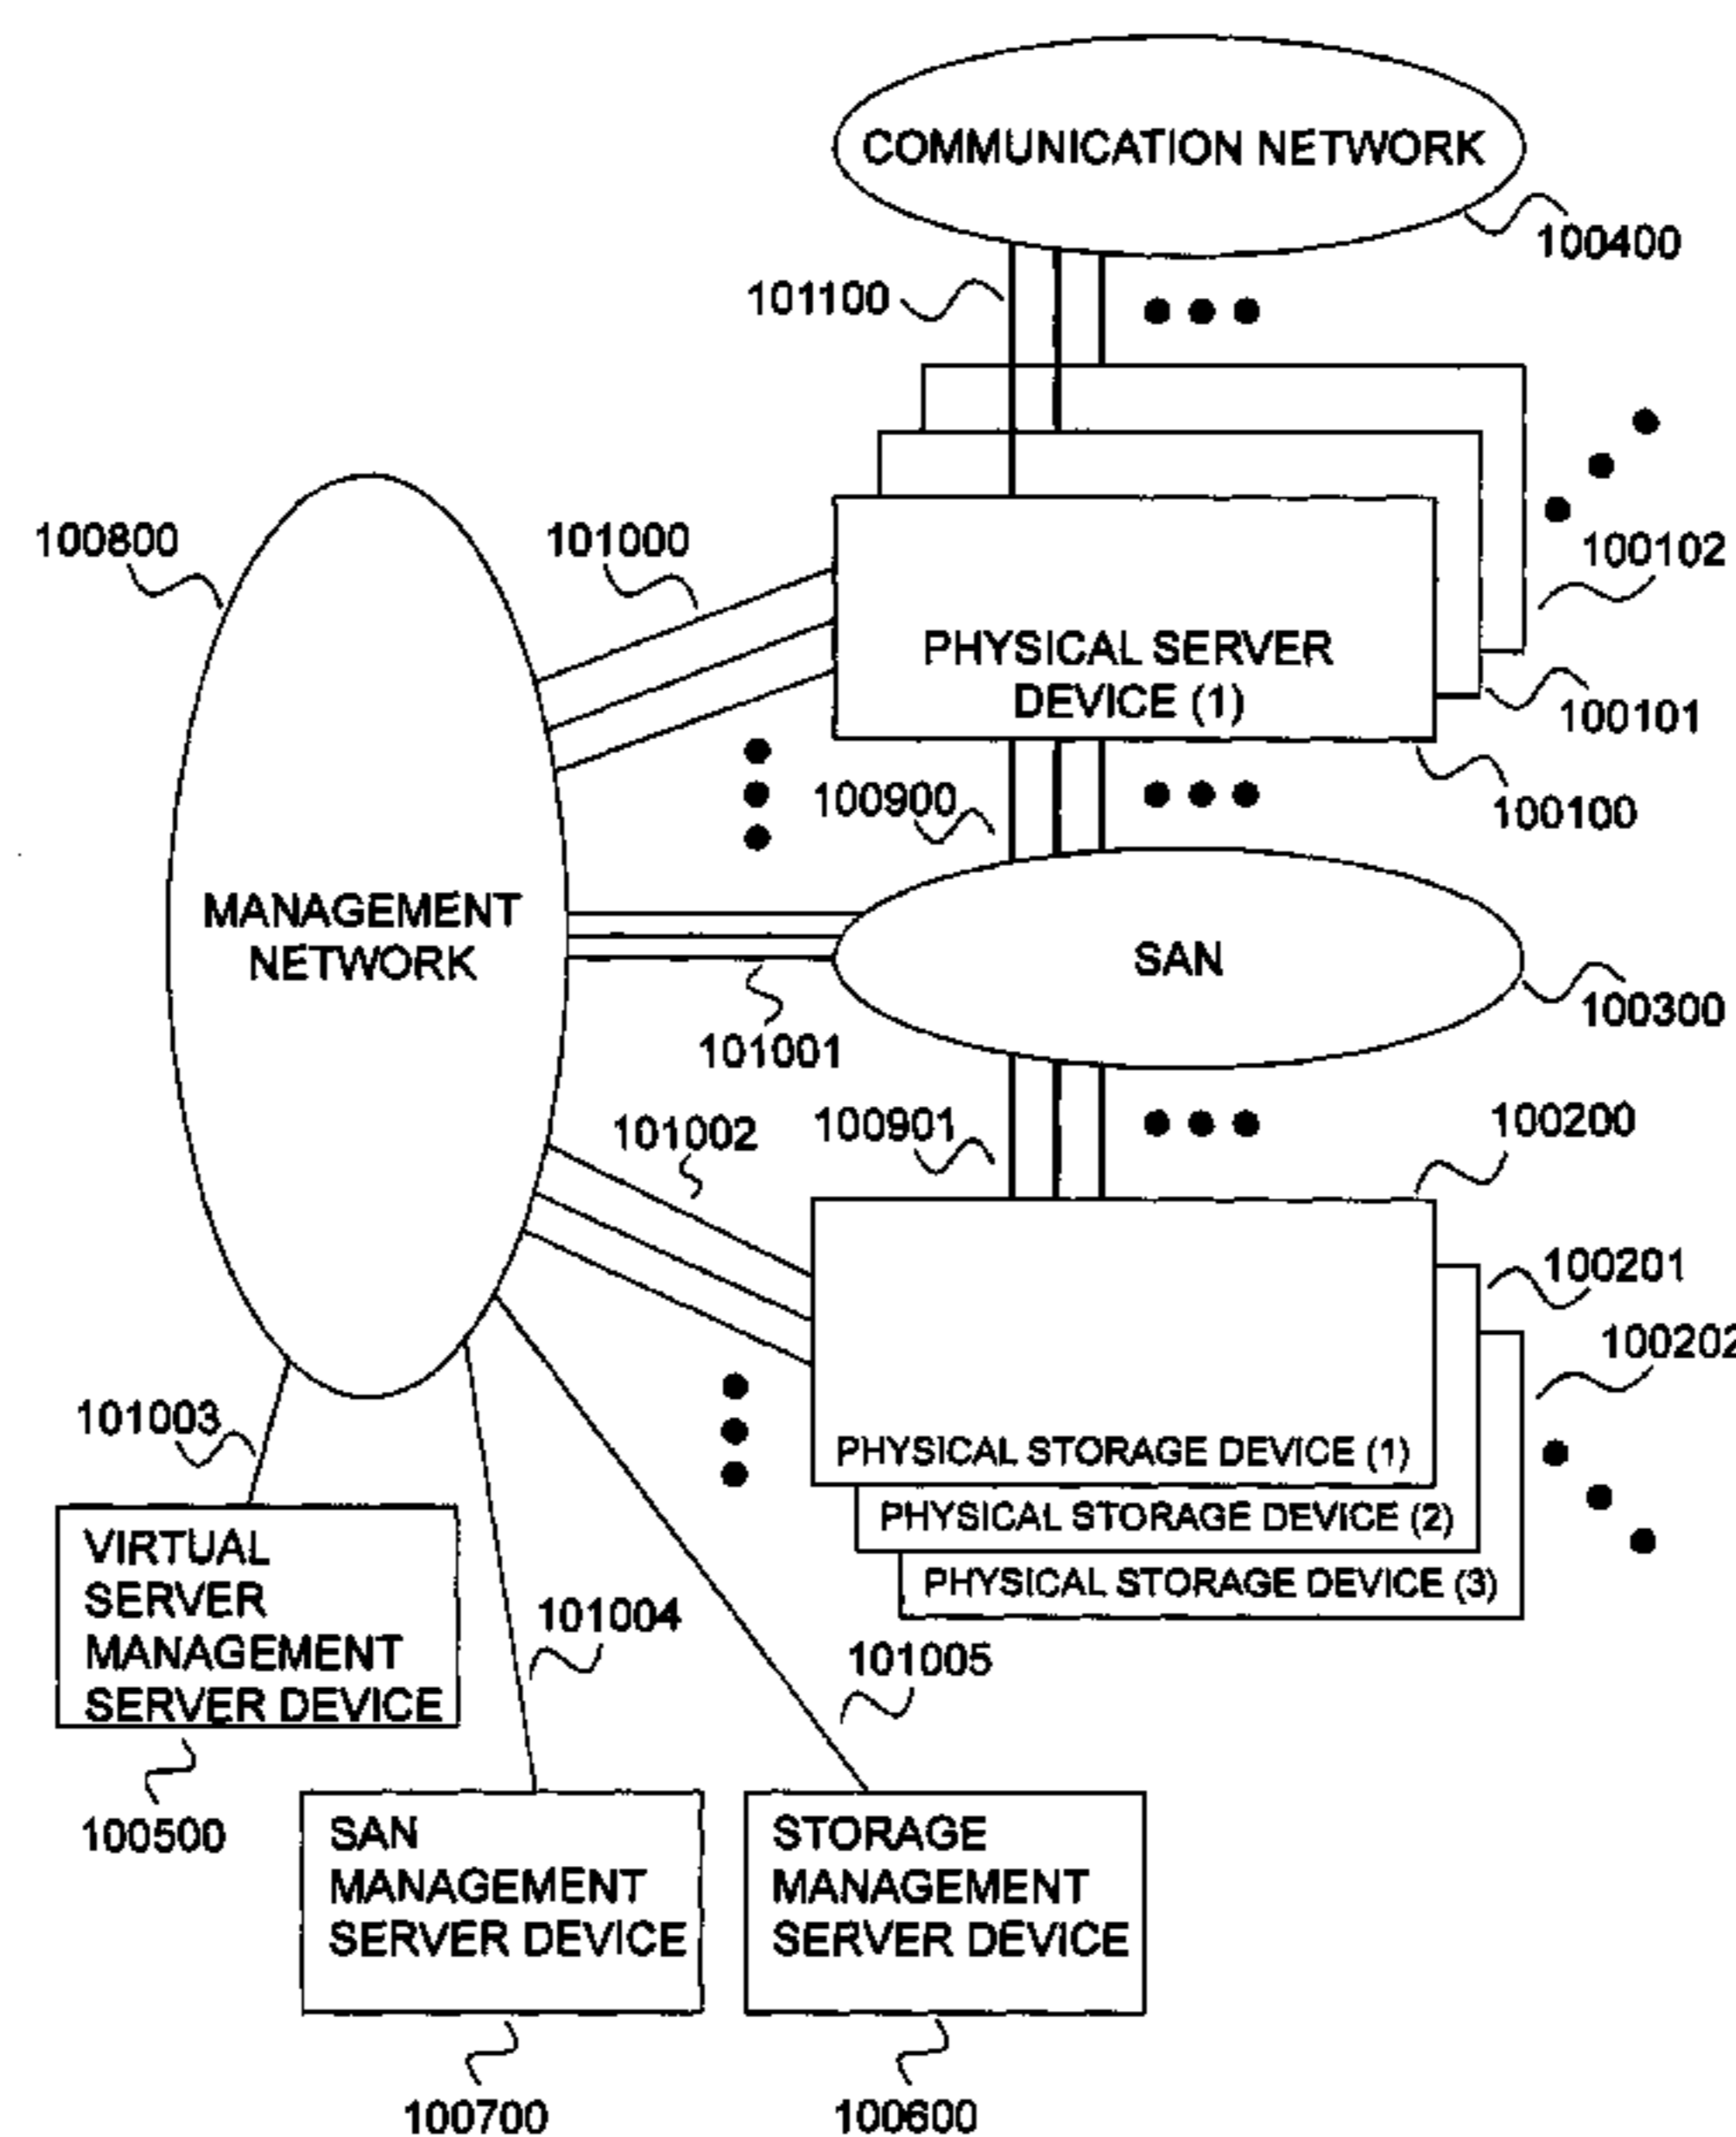 COMMUNICATION NETWORK
100400
101100
100800
101000
100102
PHYSICAL SERVER
DEVICE (1)
100101
100900
100100
MANAGEMENT
NETWORK
SAN
100300
101001
101002
100901
100200
100201
100202
101003
PHYSICAL STORAGE DEVICE (1)
PHYSICAL STORAGE DEVICE (2)
PHYSICAL STORAGE DEVICE (3)
VIRTUAL
SERVER
MANAGEMENT
SERVER DEVICE
101004
101005
100500
SAN
MANAGEMENT
SERVER DEVICE
STORAGE
MANAGEMENT
SERVER DEVICE
100700
100600